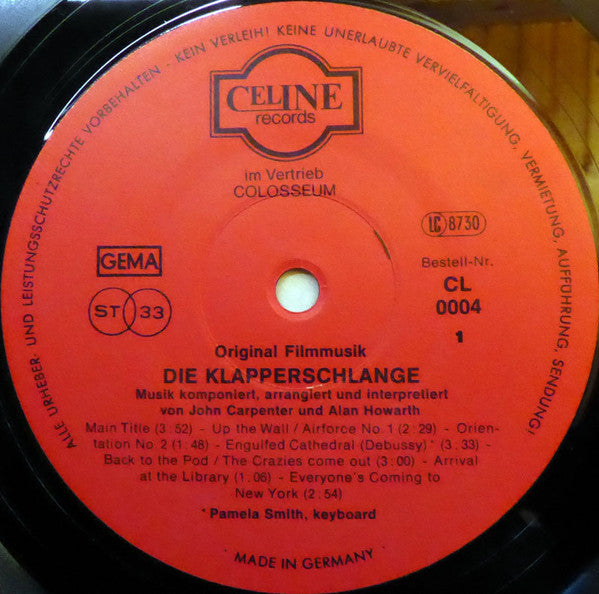 ALLE URHEBER- UND LEISTUNGSSCHUTZRECHTE VORBEHALTEN - KEIN VERLEIH! KEINE UNERLAUBTE VERVIELFÄLTIGUNG, VERMIETUNG, AUFFÜHRUNG, SENDUNG!
CELINE
records
im Vertrieb
COLOSSEUM
LC 8730
GEMA
Bestell-Nr.
CL
0004
ST 33
1
Original Filmmusik
DIE KLAPPERSCHLANGE
Musik komponiert, arrangiert und interpretiert
von John Carpenter und Alan Howarth
Main Title (3:52) - Up the Wall / Airforce No. 1 (2:29) - Orien-
tation No. 2 (1:48) - Engulfed Cathedral (Debussy) * (3:33) -
Back to the Pod / The Crazies come out (3:00) - Arrival
at the Library (1:06) - Everyone's Coming to
New York (2:54)
* Pamela Smith, keyboard
MADE IN GERMANY